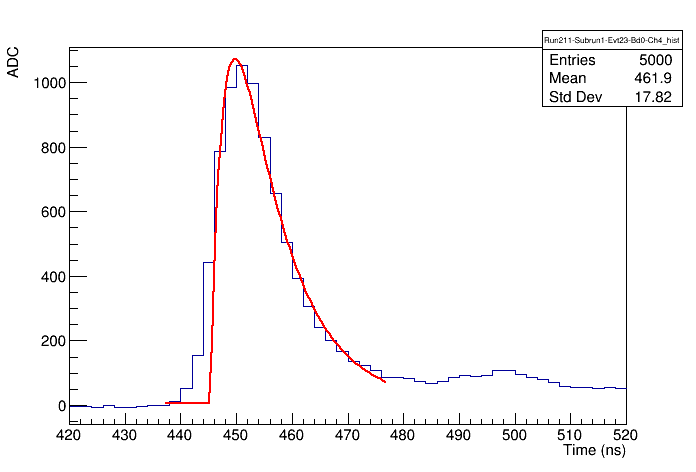 Run211-Subrun1-Evt23-Bd0-Ch4_hist
Entries 5000
Mean 461.9
Std Dev 17.82
ADC
1000
800
600
400
200
0
420 430 440 450 460 470 480 490 500 510 520
Time (ns)